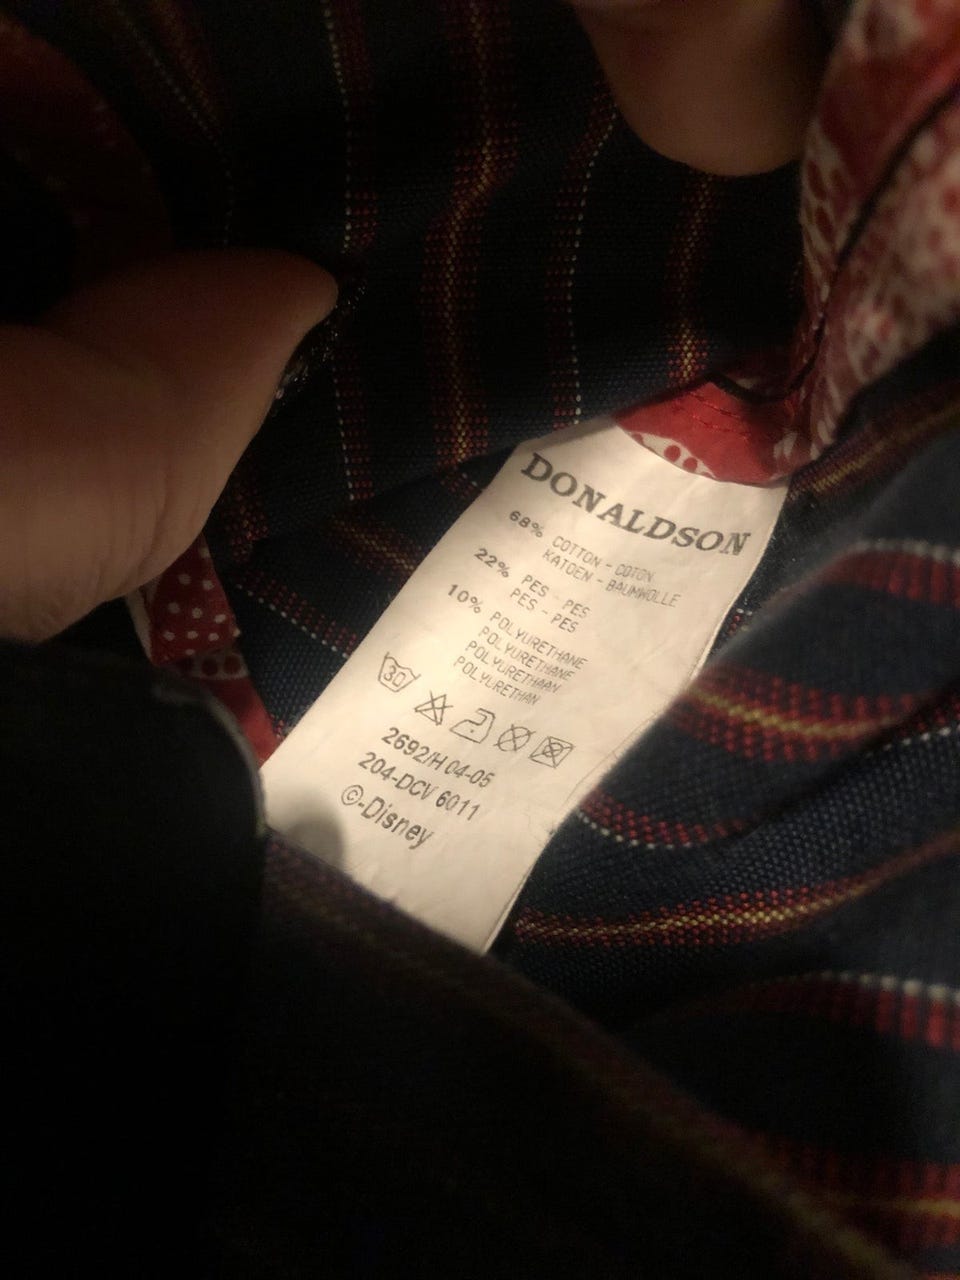 DONALDSON
68% COTTON - COTON
KATOEN - BAUMWOLLE
22% PES - PES
PES - PES
10% POLYURETHANE
POLYURETHANE
POLYURETHAAN
POLYURETHAN
30
2692/H 04-05
204-DCV 6011
©-Disney